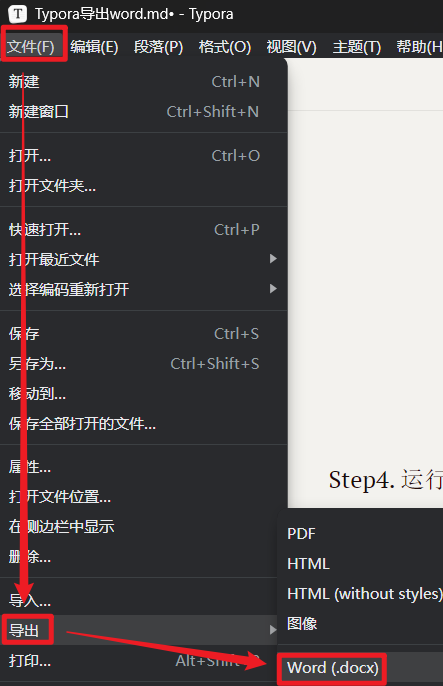 T Typora导出word.md• - Typora
文件(F) 编辑(E) 段落(P) 格式(O) 视图(V) 主题(T) 帮助(H
新建 Ctrl+N
新建窗口 Ctrl+Shift+N
打开... Ctrl+O
打开文件夹...
快速打开... Ctrl+P
打开最近文件
选择编码重新打开
保存 Ctrl+S
另存为... Ctrl+Shift+S
移动到...
保存全部打开的文件...
属性...
打开文件位置...
在侧边栏中显示
删除...
导入...
导出
打印... Alt+Shift+P
Step4. 运行
PDF
HTML
HTML (without styles)
图像
Word (.docx)